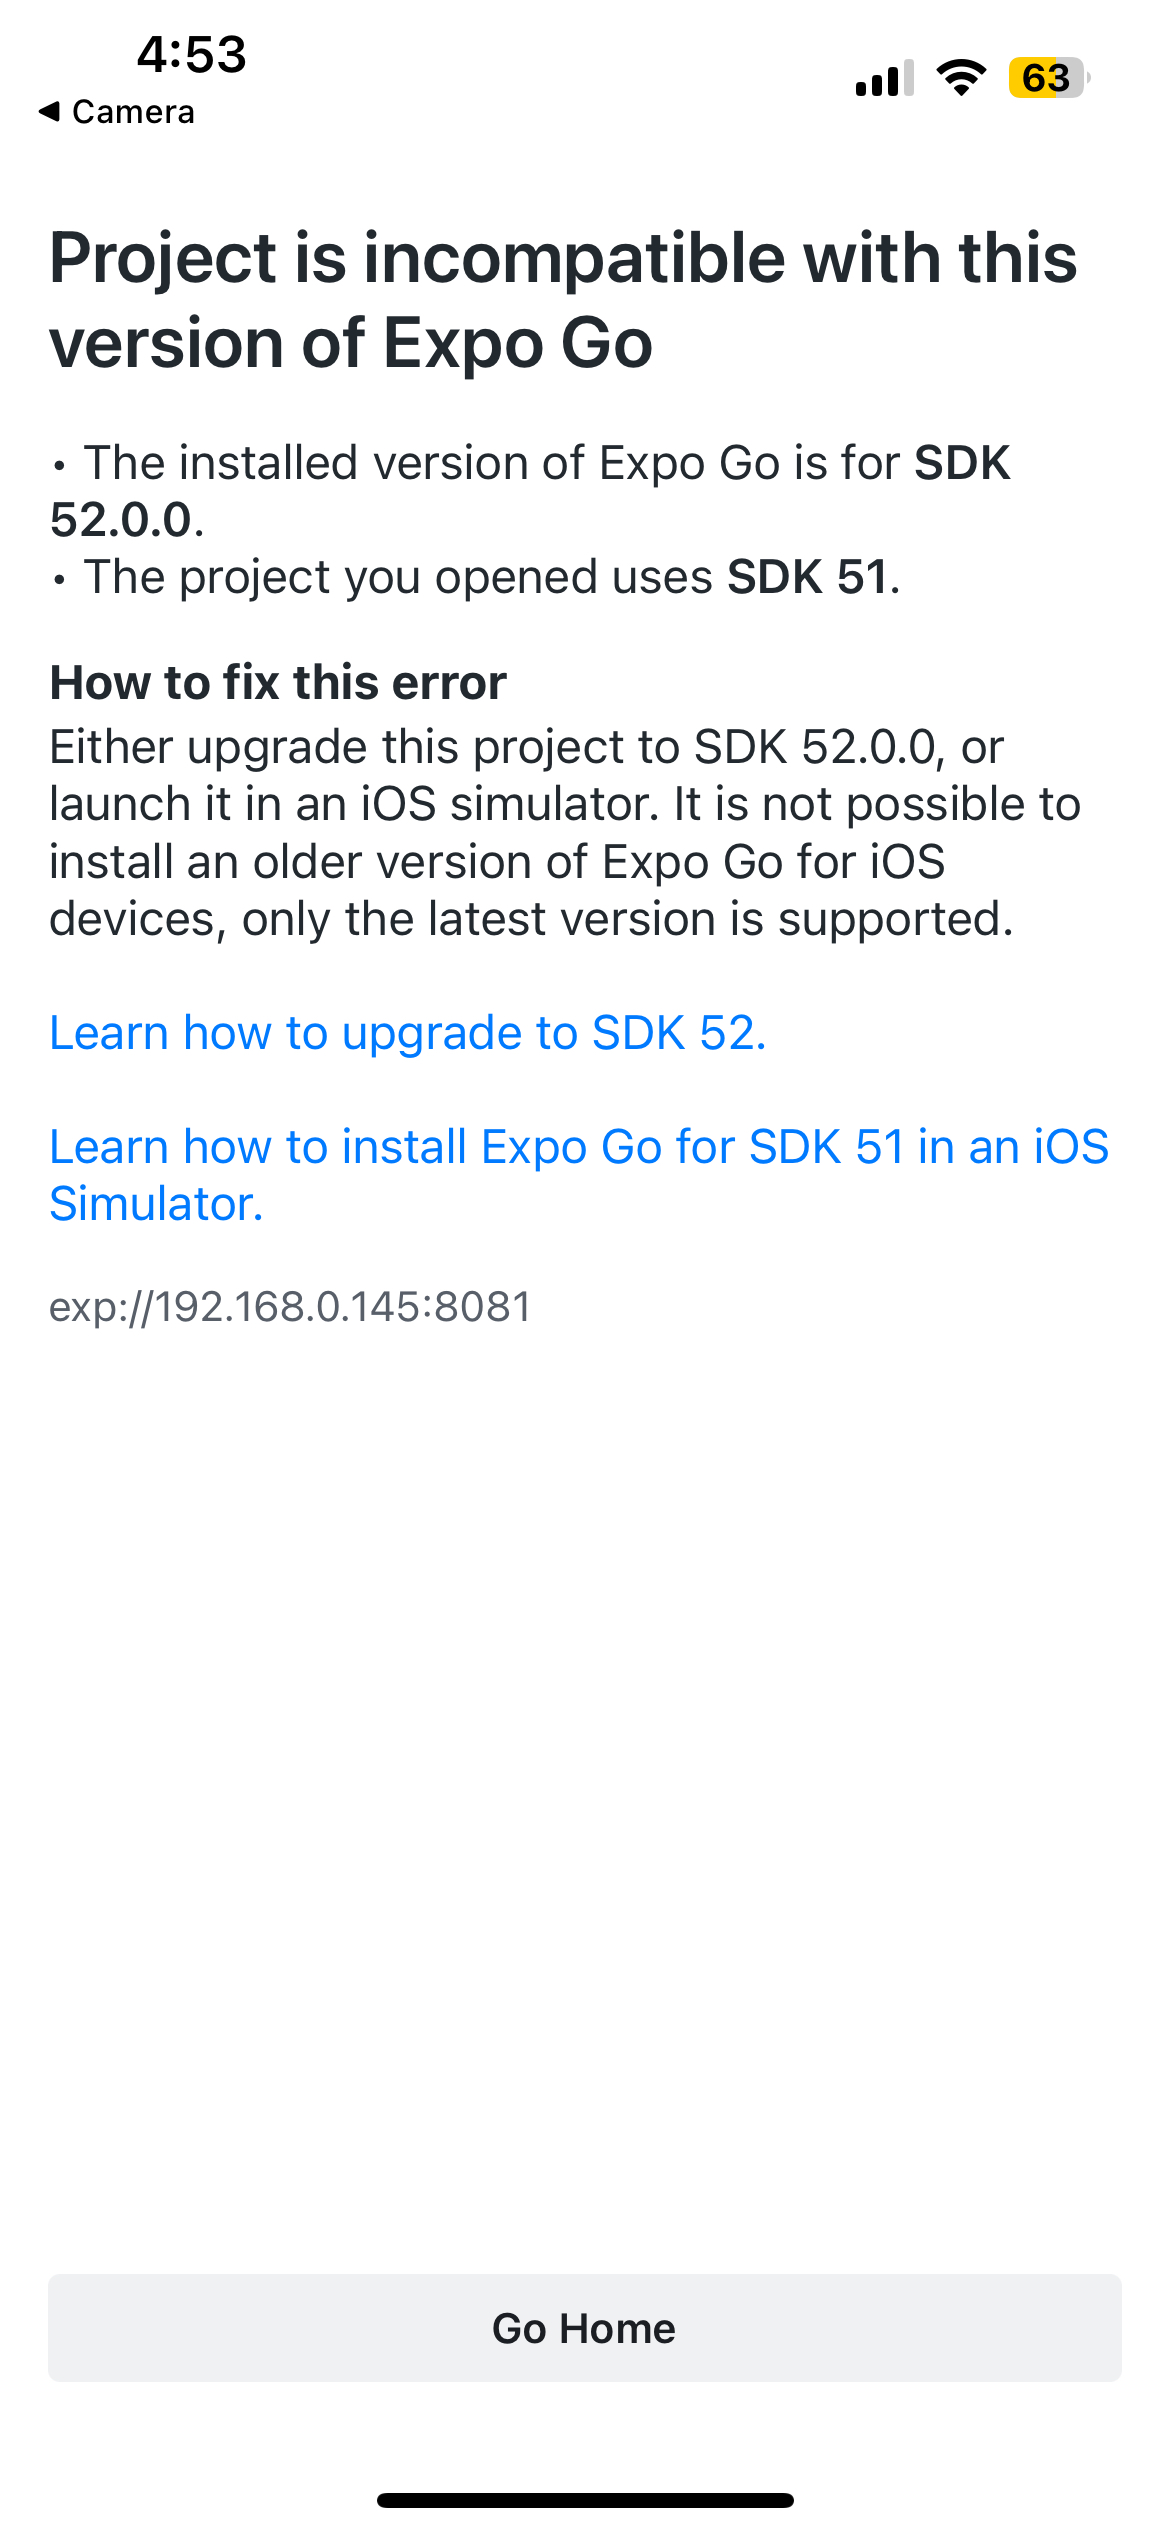 4:53
63
◀ Camera
Project is incompatible with this
version of Expo Go
• The installed version of Expo Go is for SDK
52.0.0.
• The project you opened uses SDK 51.
How to fix this error
Either upgrade this project to SDK 52.0.0, or
launch it in an iOS simulator. It is not possible to
install an older version of Expo Go for iOS
devices, only the latest version is supported.
Learn how to upgrade to SDK 52.
Learn how to install Expo Go for SDK 51 in an iOS
Simulator.
exp://192.168.0.145:8081
Go Home